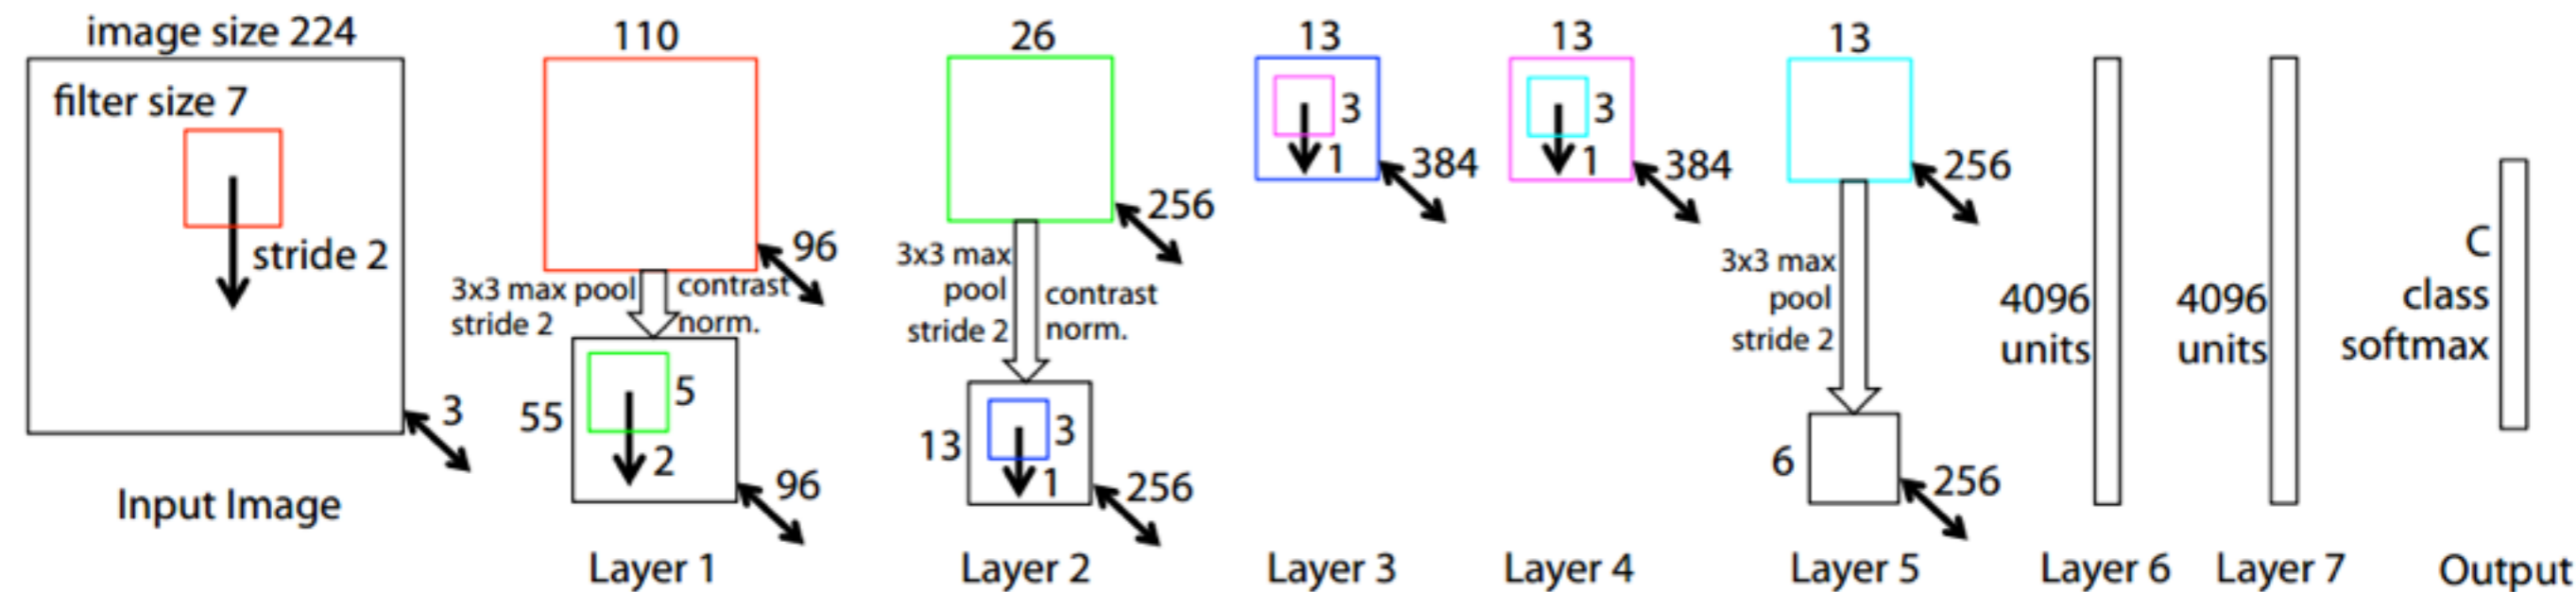 image size 224
filter size 7
stride 2
3
Input Image
110
96
3x3 max pool
stride 2
contrast
norm.
55
5
2
96
Layer 1
26
256
3x3 max
pool
stride 2
contrast
norm.
13
3
1
256
Layer 2
13
3
1
384
Layer 3
13
3
1
384
Layer 4
13
256
3x3 max
pool
stride 2
6
256
Layer 5
4096
units
Layer 6
4096
units
Layer 7
C
class
softmax
Output